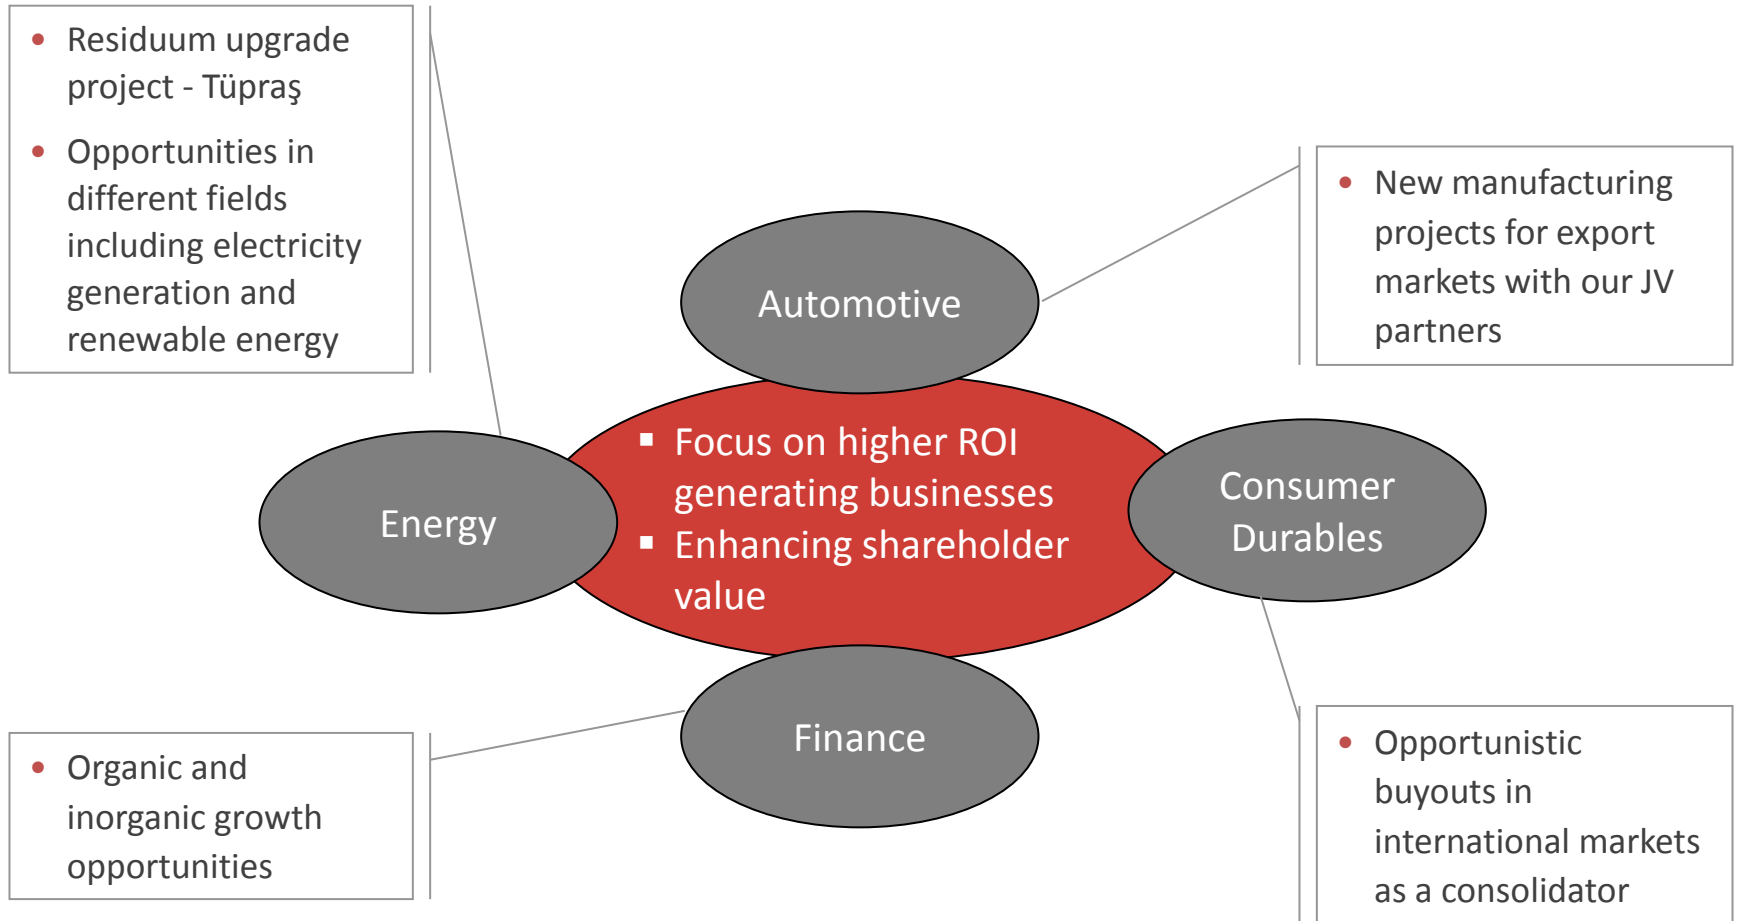 • Residuum upgrade
project - Tüpraş
• Opportunities in
different fields
including electricity
generation and
renewable energy
• New manufacturing
projects for export
markets with our JV
partners
Automotive
Energy
▪ Focus on higher ROI
generating businesses
▪ Enhancing shareholder
value
Consumer
Durables
Finance
• Organic and
inorganic growth
opportunities
• Opportunistic
buyouts in
international markets
as a consolidator